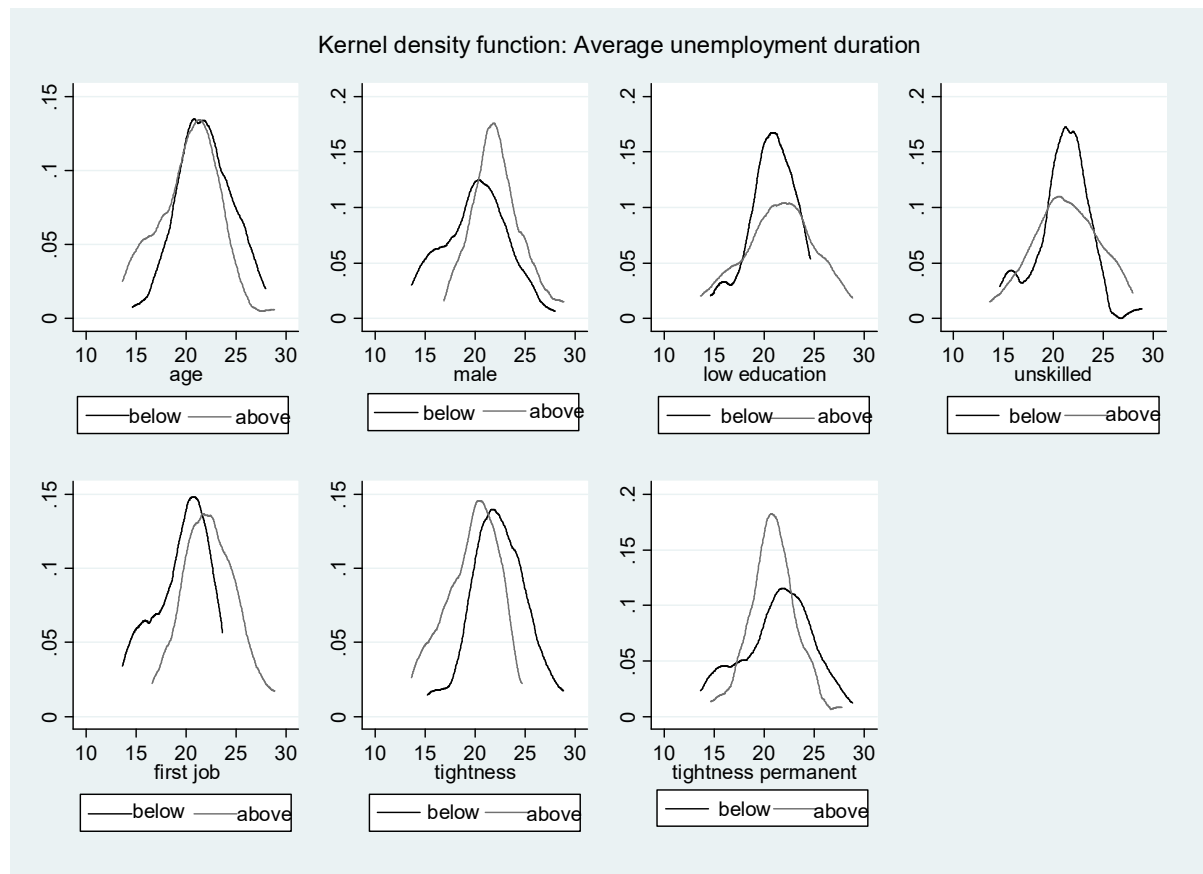 Kernel density function: Average unemployment duration
.15 .2 .2 .2
.15 .15 .15
.1
.1 .1 .1
.05 .05 .05 .05
0 0 0 0
10 15 20 25 30 10 15 20 25 30 10 15 20 25 30 10 15 20 25 30
age male low education unskilled
below above below above below above below above
.15 .15 .2
.15
.1 .1
.1
.05 .05 .05
0 0 0
10 15 20 25 30 10 15 20 25 30 10 15 20 25 30
first job tightness tightness permanent
below above below above below above